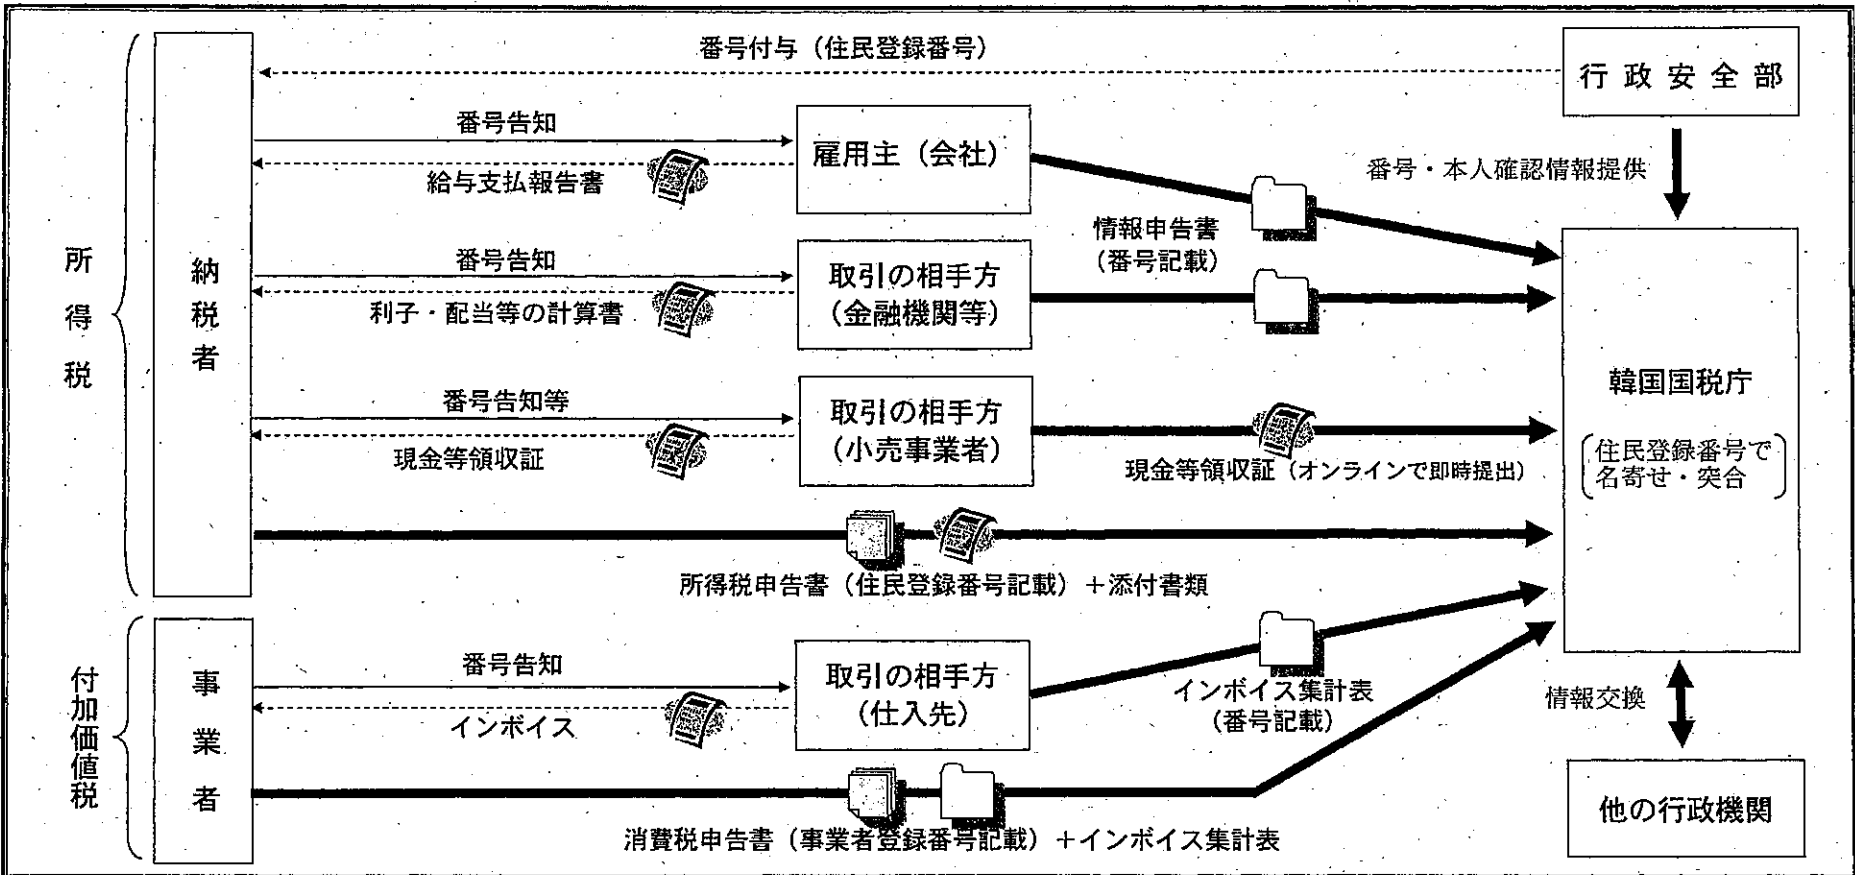 番号付与（住民登録番号）
行政安全部
番号告知
雇用主（会社）
給与支払報告書
番号・本人確認情報提供
情報申告書
（番号記載）
所得税
納税者
番号告知
取引の相手方
（金融機関等）
利子・配当等の計算書
韓国国税庁
住民登録番号で
名寄せ・突合
番号告知等
取引の相手方
（小売事業者）
現金等領収証
現金等領収証（オンラインで即時提出）
所得税申告書（住民登録番号記載）＋添付書類
付加価値税
事業者
番号告知
取引の相手方
（仕入先）
インボイス
インボイス集計表
（番号記載）
情報交換
他の行政機関
消費税申告書（事業者登録番号記載）＋インボイス集計表